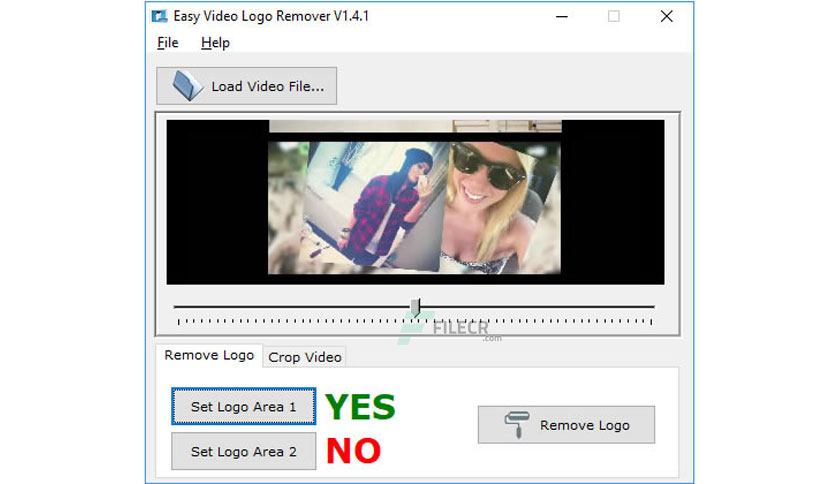 Easy Video Logo Remover V1.4.1
File Help
Load Video File...
FILECR
.com
Remove Logo Crop Video
Set Logo Area 1 YES
Remove Logo
Set Logo Area 2 NO